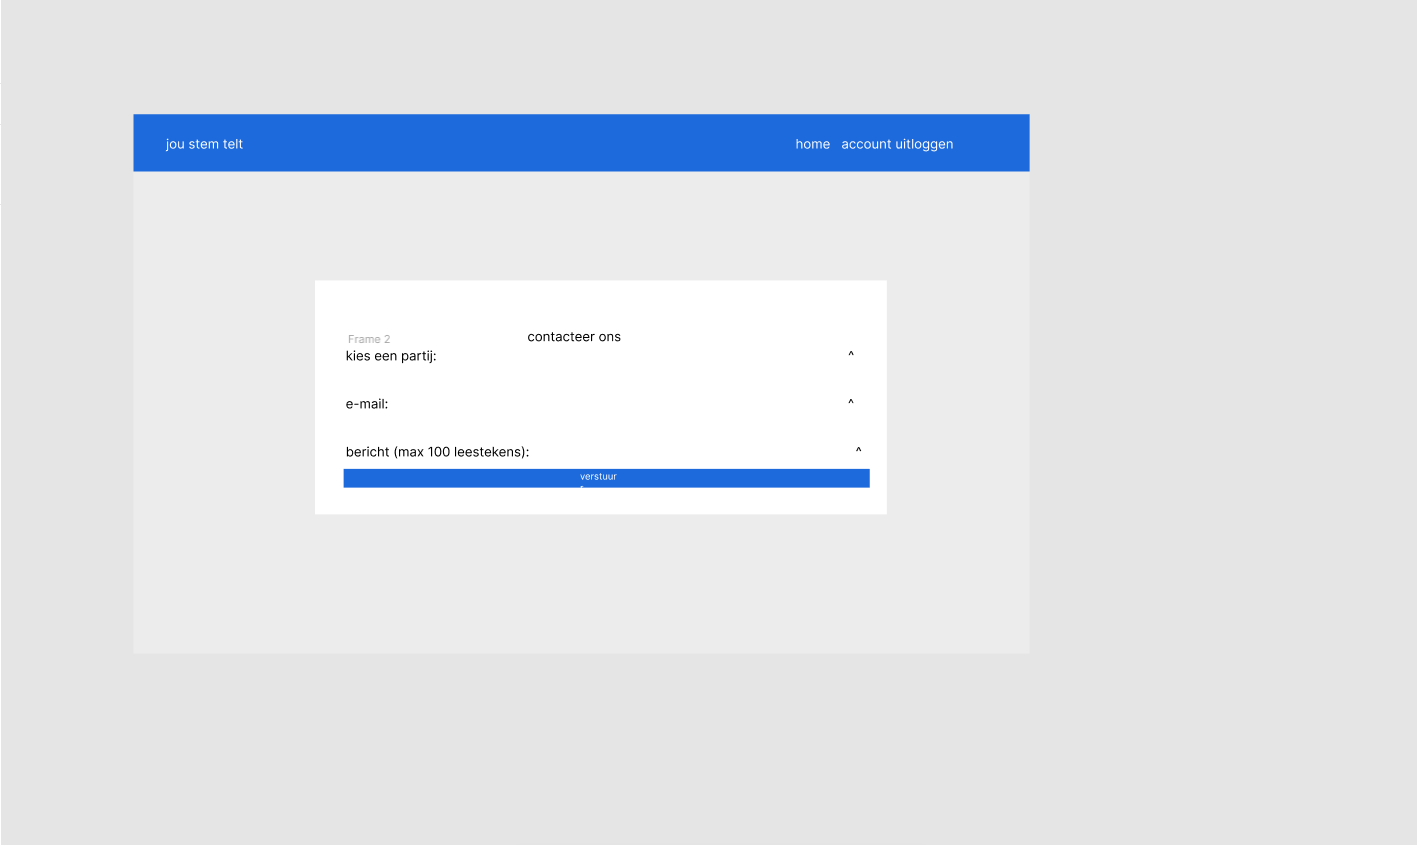 jou stem telt
home account uitloggen
contacteer ons
Frame 2
kies een partij: ^
e-mail: ^
bericht (max 100 leestekens): ^
verstuur